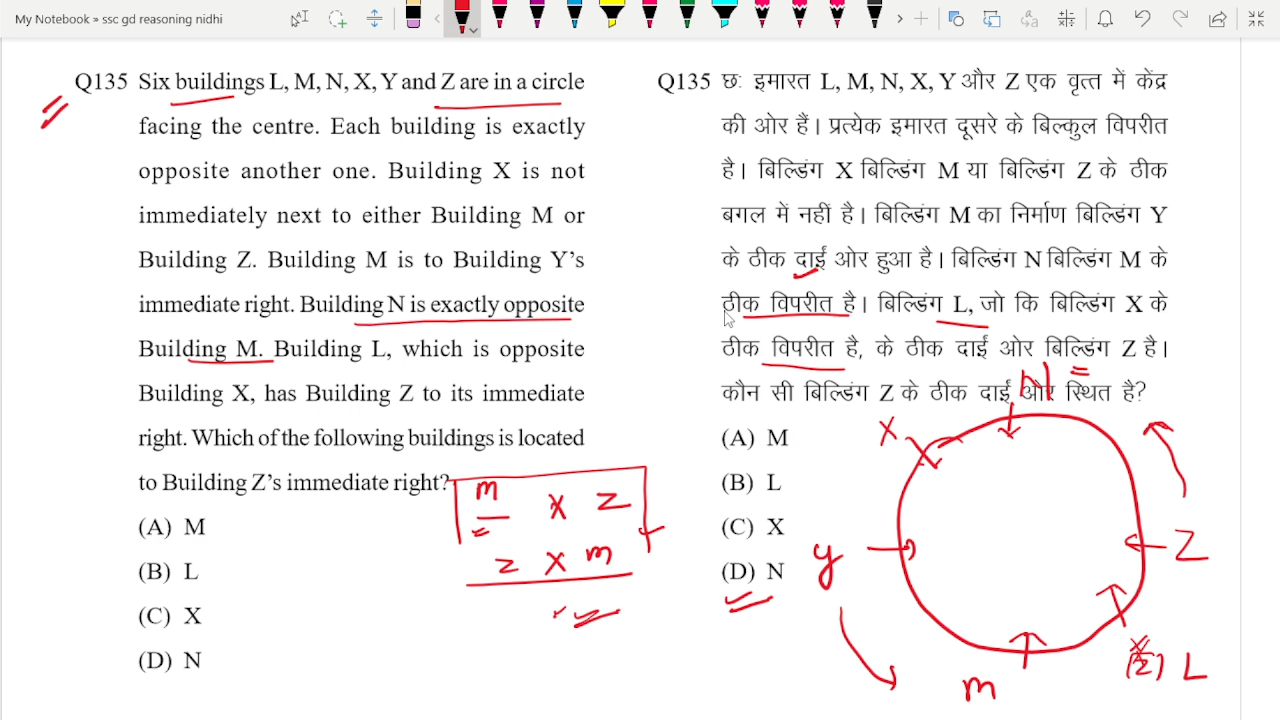 My Notebook » ssc gd reasoning nidhi
Q135 Six buildings L, M, N, X, Y and Z are in a circle
facing the centre. Each building is exactly
opposite another one. Building X is not
immediately next to either Building M or
Building Z. Building M is to Building Y's
immediate right. Building N is exactly opposite
Building M. Building L, which is opposite
Building X, has Building Z to its immediate
right. Which of the following buildings is located
to Building Z's immediate right?
(A) M
(B) L
(C) X
(D) N
m X Z
z X m
Q135 छः इमारत L, M, N, X, Y और Z एक वृत्त में केंद्र
की ओर हैं। प्रत्येक इमारत दूसरे के बिल्कुल विपरीत
है। बिल्डिंग X बिल्डिंग M या बिल्डिंग Z के ठीक
बगल में नहीं है। बिल्डिंग M का निर्माण बिल्डिंग Y
के ठीक दाईं ओर हुआ है। बिल्डिंग N बिल्डिंग M के
ठीक विपरीत है। बिल्डिंग L, जो कि बिल्डिंग X के
ठीक विपरीत है, के ठीक दाईं ओर बिल्डिंग Z है।
कौन सी बिल्डिंग Z के ठीक दाईं ओर स्थित है?
(A) M
(B) L
(C) X
(D) N
N
X
y
Z
L
m